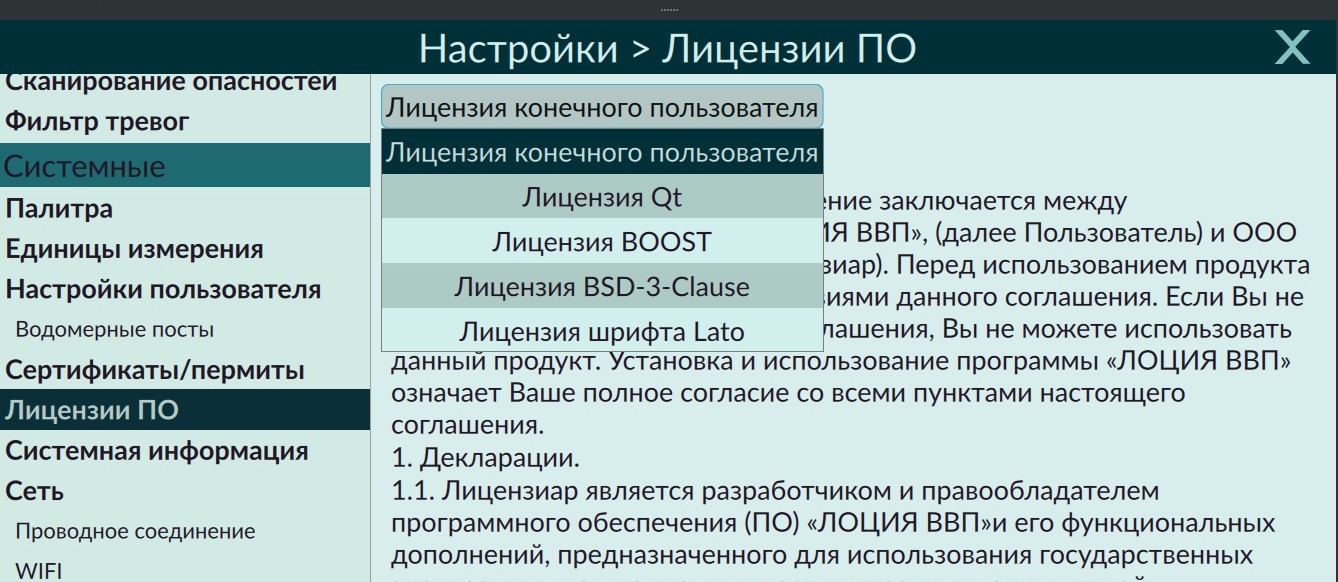 Настройки > Лицензии ПО
X
Сканирование опасностей
Фильтр тревог
Системные
Палитра
Единицы измерения
Настройки пользователя
Водомерные посты
Сертификаты/пермиты
Лицензии ПО
Системная информация
Сеть
Проводное соединение
WIFI
Лицензия конечного пользователя
Лицензия конечного пользователя
Лицензия Qt
Лицензия BOOST
Лицензия BSD-3-Clause
Лицензия шрифта Lato
ение заключается между
ИЯ ВВП», (далее Пользователь) и ООО
зиар). Перед использованием продукта
виями данного соглашения. Если Вы не
лашения, Вы не можете использовать
данный продукт. Установка и использование программы «ЛОЦИЯ ВВП»
означает Ваше полное согласие со всеми пунктами настоящего
соглашения.
1. Декларации.
1.1. Лицензиар является разработчиком и правообладателем
программного обеспечения (ПО) «ЛОЦИЯ ВВП»и его функциональных
дополнений, предназначенного для использования государственных